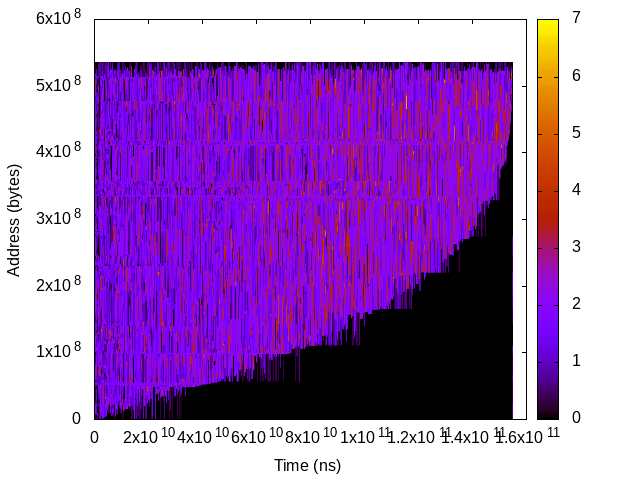 6x10 8
5x10 8
4x10 8
3x10 8
2x10 8
1x10 8
0
Address (bytes)
0 2x10 10 4x10 10 6x10 10 8x10 10 1x10 11 1.2x10 11 1.4x10 11 1.6x10 11
Time (ns)
7
6
5
4
3
2
1
0